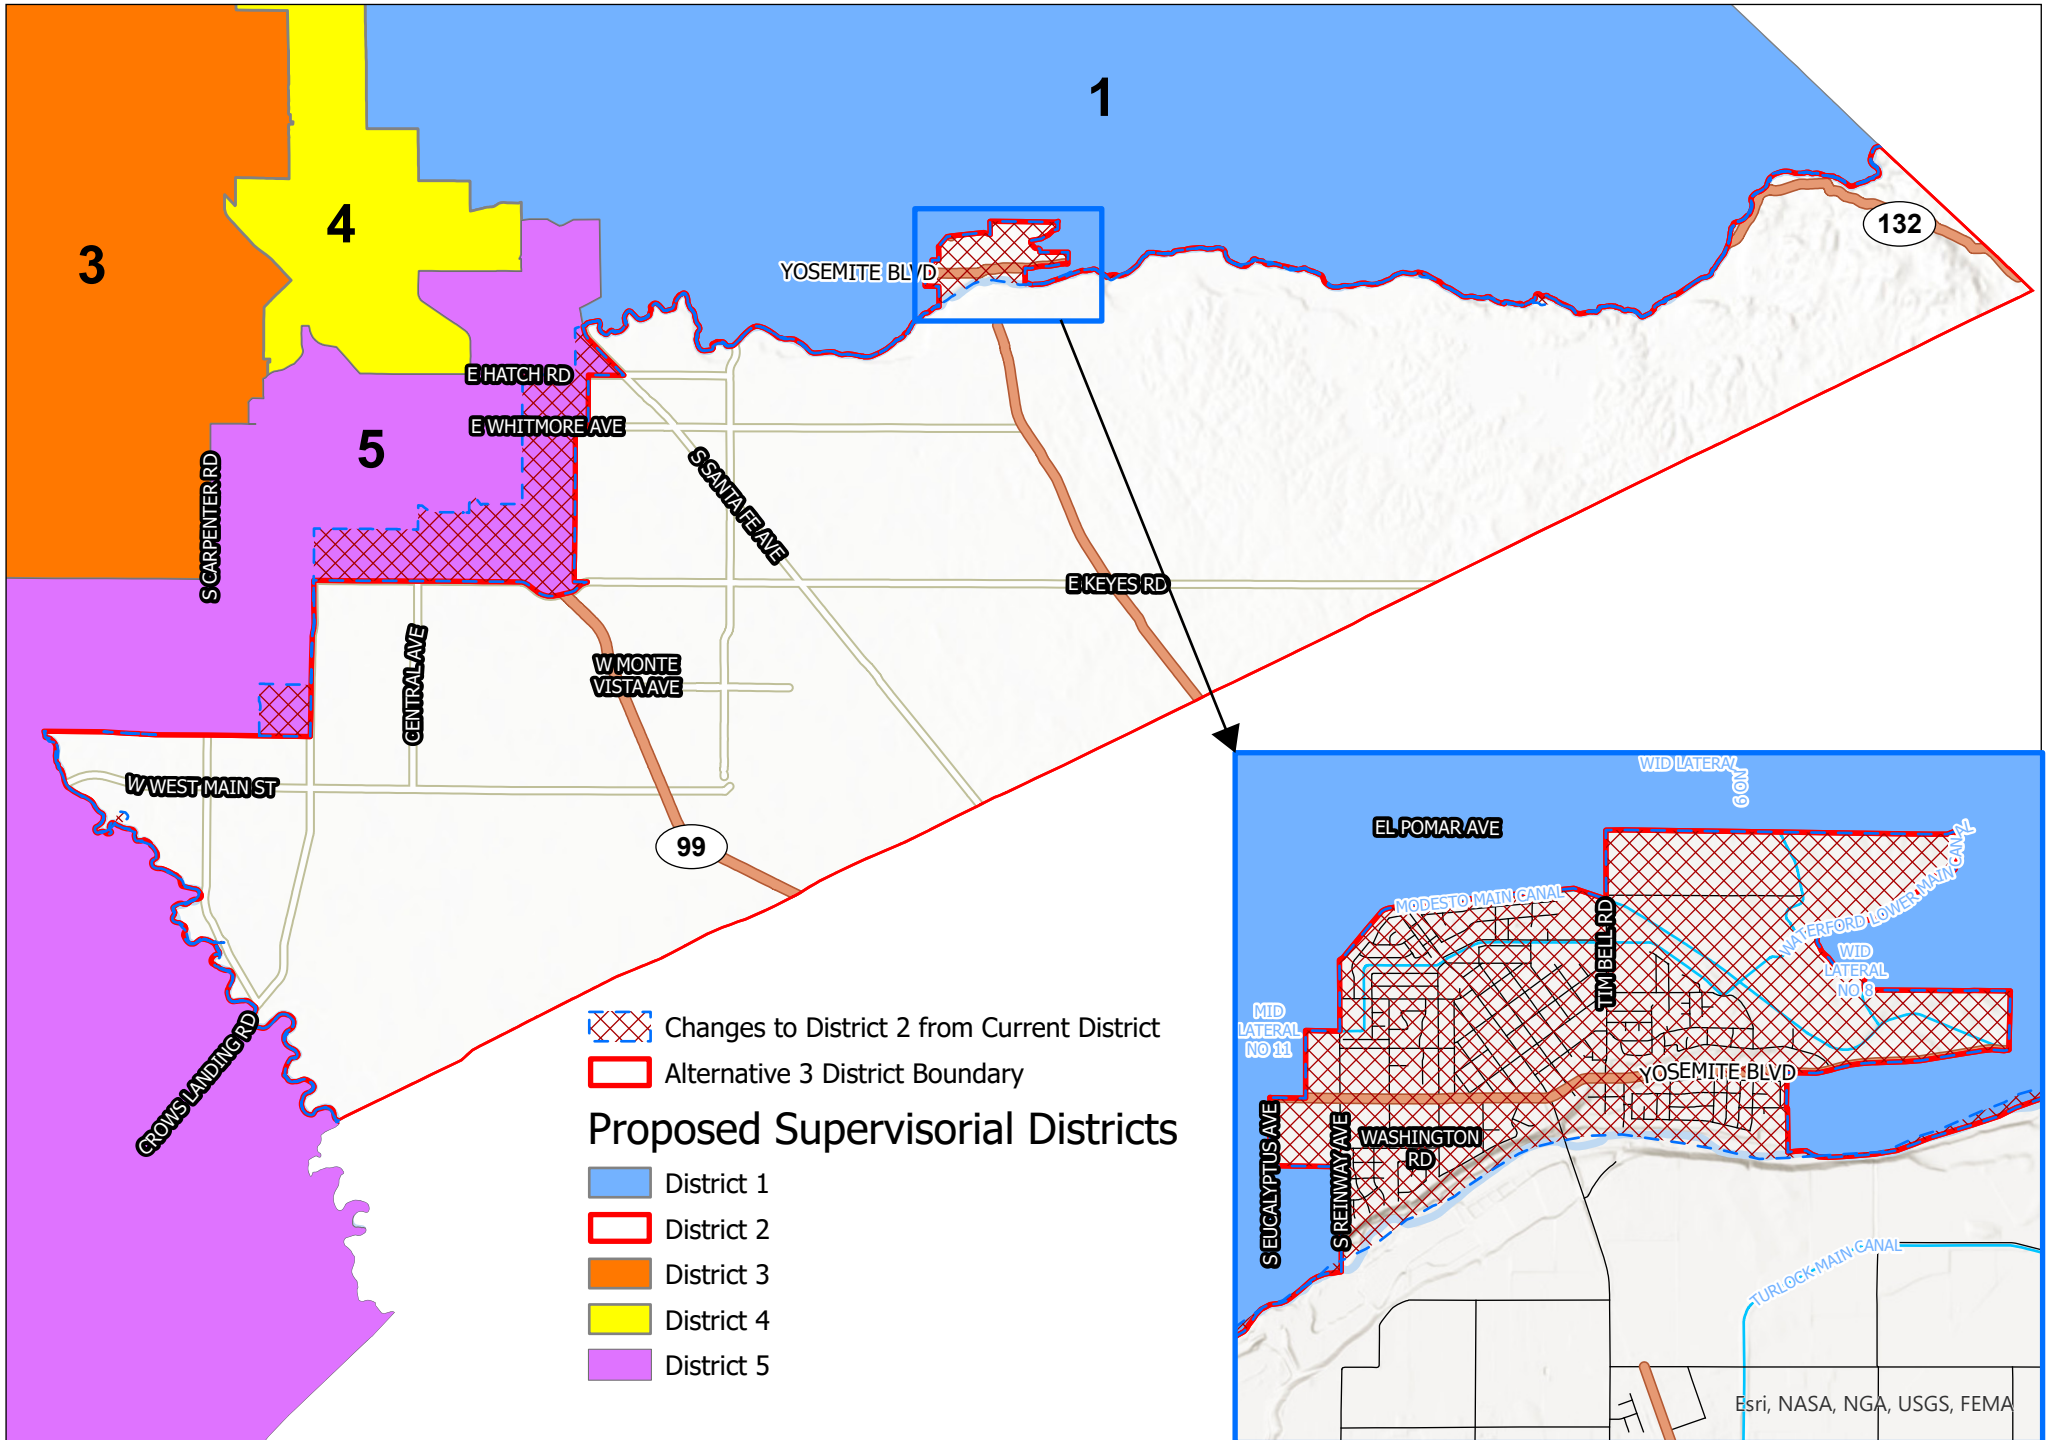 1
4
3
132
YOSEMITE BLVD
E HATCH RD
E WHITMORE AVE
5
S CARPENTER RD
S SANTA FE AVE
E KEYES RD
CENTRAL AVE
W MONTE
VISTA AVE
W WEST MAIN ST
99
CROWS LANDING RD
Changes to District 2 from Current District
Alternative 3 District Boundary
Proposed Supervisorial Districts
District 1
District 2
District 3
District 4
District 5
WID LATERAL
NO 6
EL POMAR AVE
MODESTO MAIN CANAL
TIM BELL RD
WATERFORD LOWER MAIN CANAL
WID
LATERAL
NO 8
MID
LATERAL
NO 11
YOSEMITE BLVD
S EUCALYPTUS AVE
S REINWAY AVE
WASHINGTON
RD
TURLOCK MAIN CANAL
Esri, NASA, NGA, USGS, FEMA